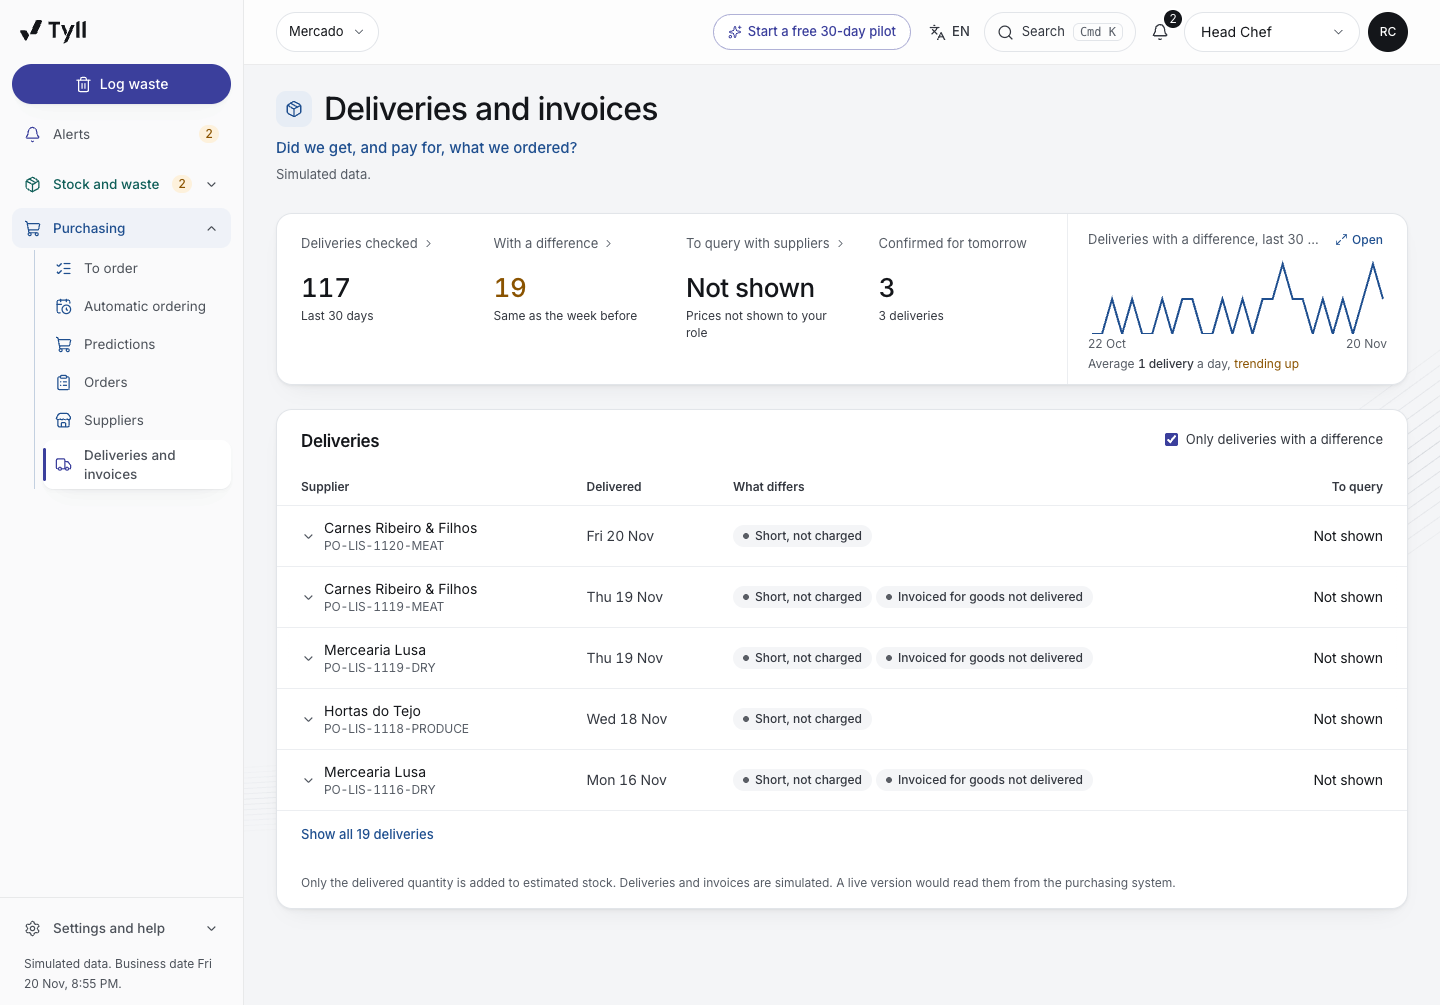 Tyll
Log waste
Alerts
2
Stock and waste
2
Purchasing
To order
Automatic ordering
Predictions
Orders
Suppliers
Deliveries and
invoices
Settings and help
Simulated data. Business date Fri
20 Nov, 8:55 PM.
Mercado
Start a free 30-day pilot
EN
Search
Cmd K
2
Head Chef
RC
Deliveries and invoices
Did we get, and pay for, what we ordered?
Simulated data.
Deliveries checked
117
Last 30 days
With a difference
19
Same as the week before
To query with suppliers
Not shown
Prices not shown to your
role
Confirmed for tomorrow
3
3 deliveries
Deliveries with a difference, last 30 ...
Open
22 Oct
20 Nov
Average 1 delivery a day, trending up
Deliveries
Only deliveries with a difference
Supplier Delivered What differs To query
Carnes Ribeiro & Filhos
PO-LIS-1120-MEAT
Fri 20 Nov
Short, not charged
Not shown
Carnes Ribeiro & Filhos
PO-LIS-1119-MEAT
Thu 19 Nov
Short, not charged
Invoiced for goods not delivered
Not shown
Mercearia Lusa
PO-LIS-1119-DRY
Thu 19 Nov
Short, not charged
Invoiced for goods not delivered
Not shown
Hortas do Tejo
PO-LIS-1118-PRODUCE
Wed 18 Nov
Short, not charged
Not shown
Mercearia Lusa
PO-LIS-1116-DRY
Mon 16 Nov
Short, not charged
Invoiced for goods not delivered
Not shown
Show all 19 deliveries
Only the delivered quantity is added to estimated stock. Deliveries and invoices are simulated. A live version would read them from the purchasing system.